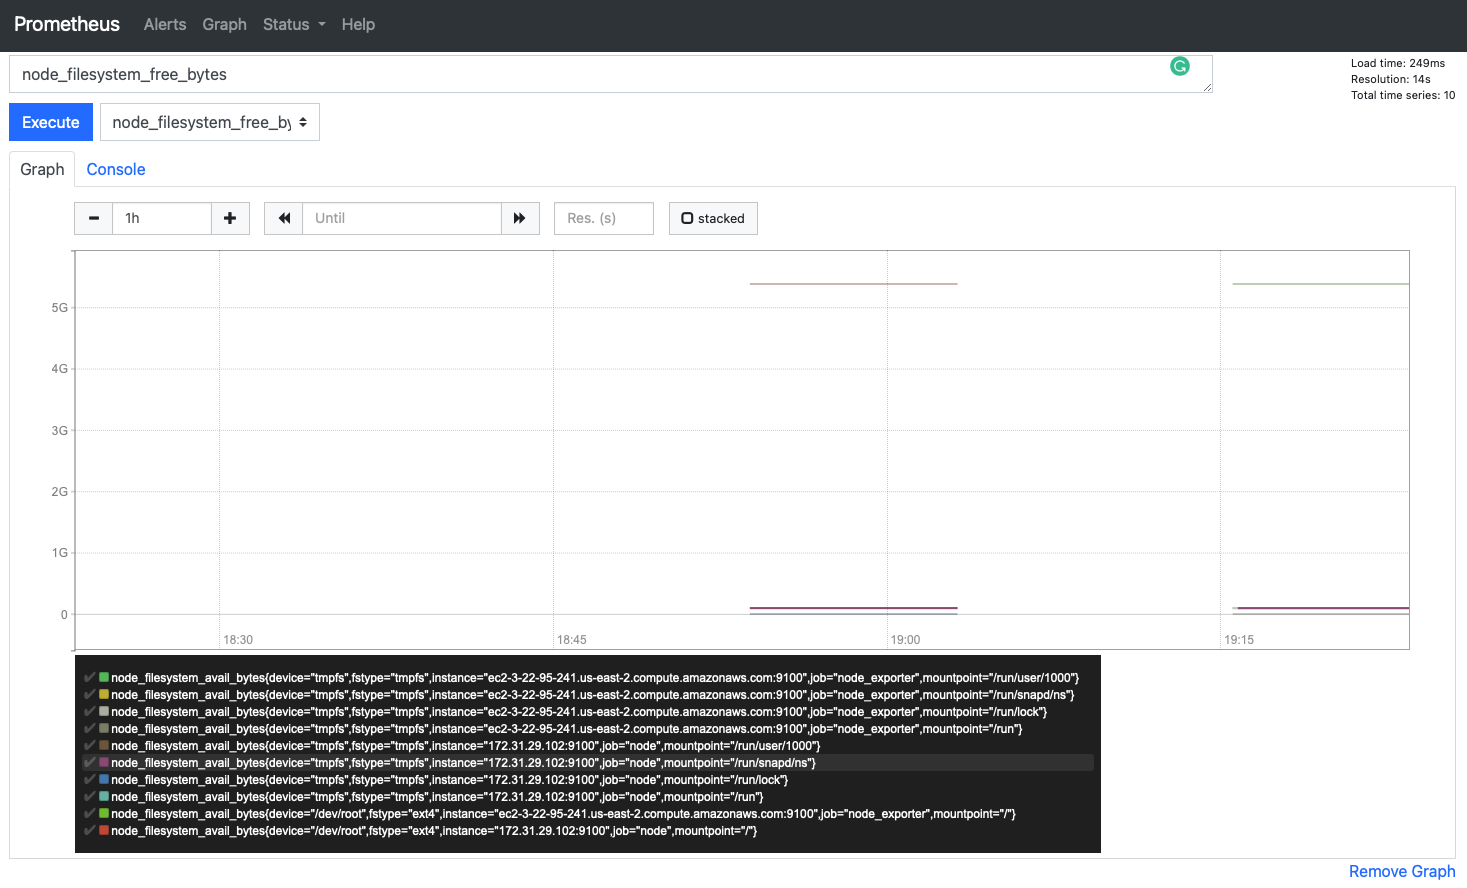 Prometheus Alerts Graph Status Help
node_filesystem_free_bytes
Load time: 249ms
Resolution: 14s
Total time series: 10
Execute node_filesystem_free_by
Graph Console
1h Until Res. (s) stacked
5G
4G
3G
2G
1G
0
18:30 18:45 19:00 19:15
node_filesystem_avail_bytes{device="tmpfs",fstype="tmpfs",instance="ec2-3-22-95-241.us-east-2.compute.amazonaws.com:9100",job="node_exporter",mountpoint="/run/user/1000"}
node_filesystem_avail_bytes{device="tmpfs",fstype="tmpfs",instance="ec2-3-22-95-241.us-east-2.compute.amazonaws.com:9100",job="node_exporter",mountpoint="/run/snapd/ns"}
node_filesystem_avail_bytes{device="tmpfs",fstype="tmpfs",instance="ec2-3-22-95-241.us-east-2.compute.amazonaws.com:9100",job="node_exporter",mountpoint="/run/lock"}
node_filesystem_avail_bytes{device="tmpfs",fstype="tmpfs",instance="ec2-3-22-95-241.us-east-2.compute.amazonaws.com:9100",job="node_exporter",mountpoint="/run"}
node_filesystem_avail_bytes{device="tmpfs",fstype="tmpfs",instance="172.31.29.102:9100",job="node",mountpoint="/run/user/1000"}
node_filesystem_avail_bytes{device="tmpfs",fstype="tmpfs",instance="172.31.29.102:9100",job="node",mountpoint="/run/snapd/ns"}
node_filesystem_avail_bytes{device="tmpfs",fstype="tmpfs",instance="172.31.29.102:9100",job="node",mountpoint="/run/lock"}
node_filesystem_avail_bytes{device="tmpfs",fstype="tmpfs",instance="172.31.29.102:9100",job="node",mountpoint="/run"}
node_filesystem_avail_bytes{device="/dev/root",fstype="ext4",instance="ec2-3-22-95-241.us-east-2.compute.amazonaws.com:9100",job="node_exporter",mountpoint="/"}
node_filesystem_avail_bytes{device="/dev/root",fstype="ext4",instance="172.31.29.102:9100",job="node",mountpoint="/"}
Remove Graph